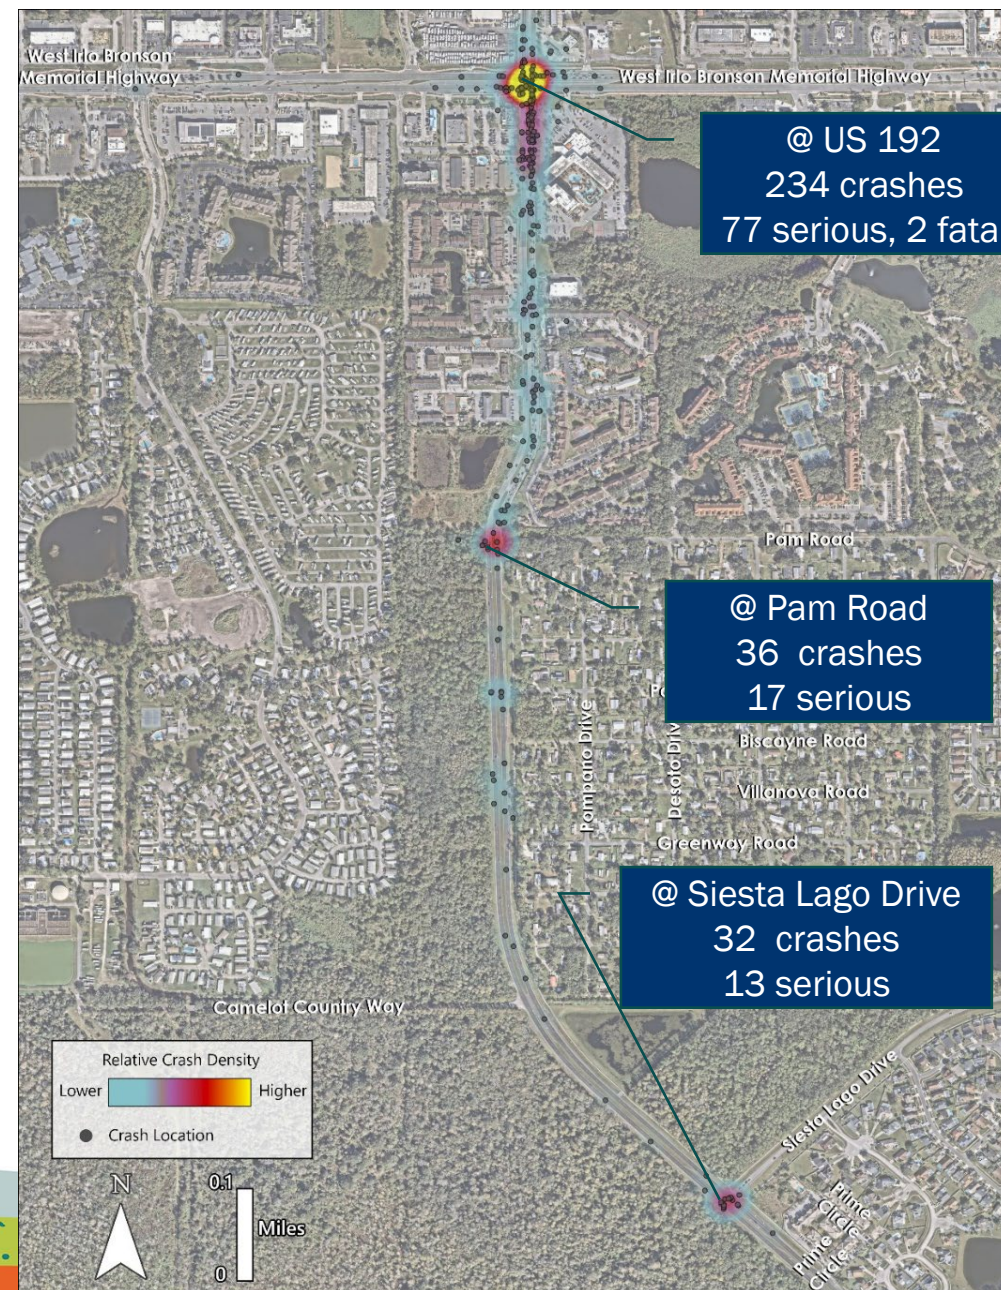 West Irlo Bronson
Memorial Highway
West Irlo Bronson Memorial Highway
@ US 192
234 crashes
77 serious, 2 fata
Pam Road
@ Pam Road
36 crashes
17 serious
Pompano Drive
Biscayne Road
Villanova Road
Greenway Road
@ Siesta Lago Drive
32 crashes
13 serious
Camelot Country Way
Relative Crash Density
Lower
Higher
Crash Location
N
0.1
Miles
0
Siesta Lago Drive
Prime
Circle
Prime
Circle